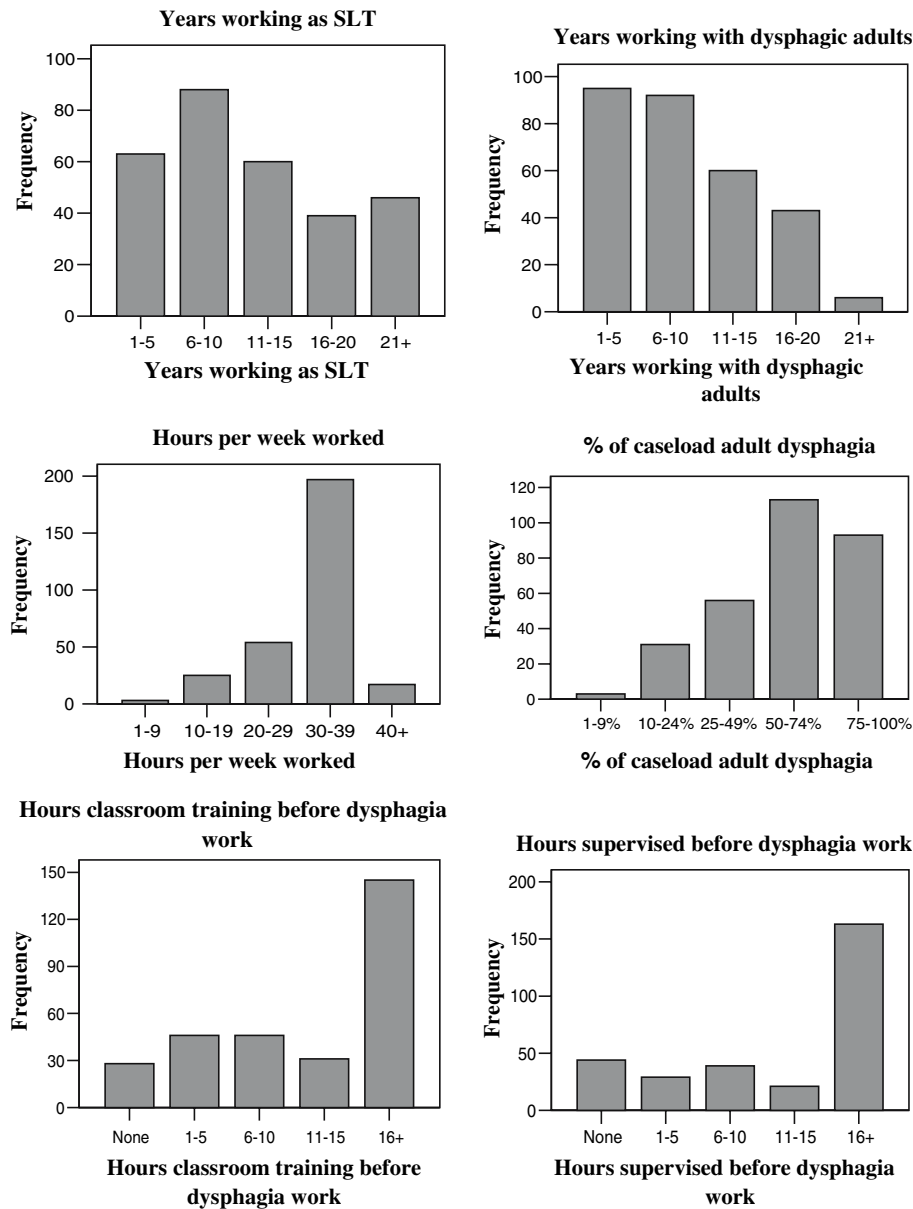 Years working as SLT
100
80
60
40
20
0
Frequency
1-5 6-10 11-15 16-20 21+
Years working as SLT
Years working with dysphagic adults
100
80
60
40
20
0
Frequency
1-5 6-10 11-15 16-20 21+
Years working with dysphagic
adults
Hours per week worked
200
150
100
50
0
Frequency
1-9 10-19 20-29 30-39 40+
Hours per week worked
% of caseload adult dysphagia
120
100
80
60
40
20
0
Frequency
1-9% 10-24% 25-49% 50-74% 75-100%
% of caseload adult dysphagia
Hours classroom training before dysphagia
work
150
120
90
60
30
0
Frequency
None 1-5 6-10 11-15 16+
Hours classroom training before
dysphagia work
Hours supervised before dysphagia work
200
150
100
50
0
Frequency
None 1-5 6-10 11-15 16+
Hours supervised before dysphagia
work